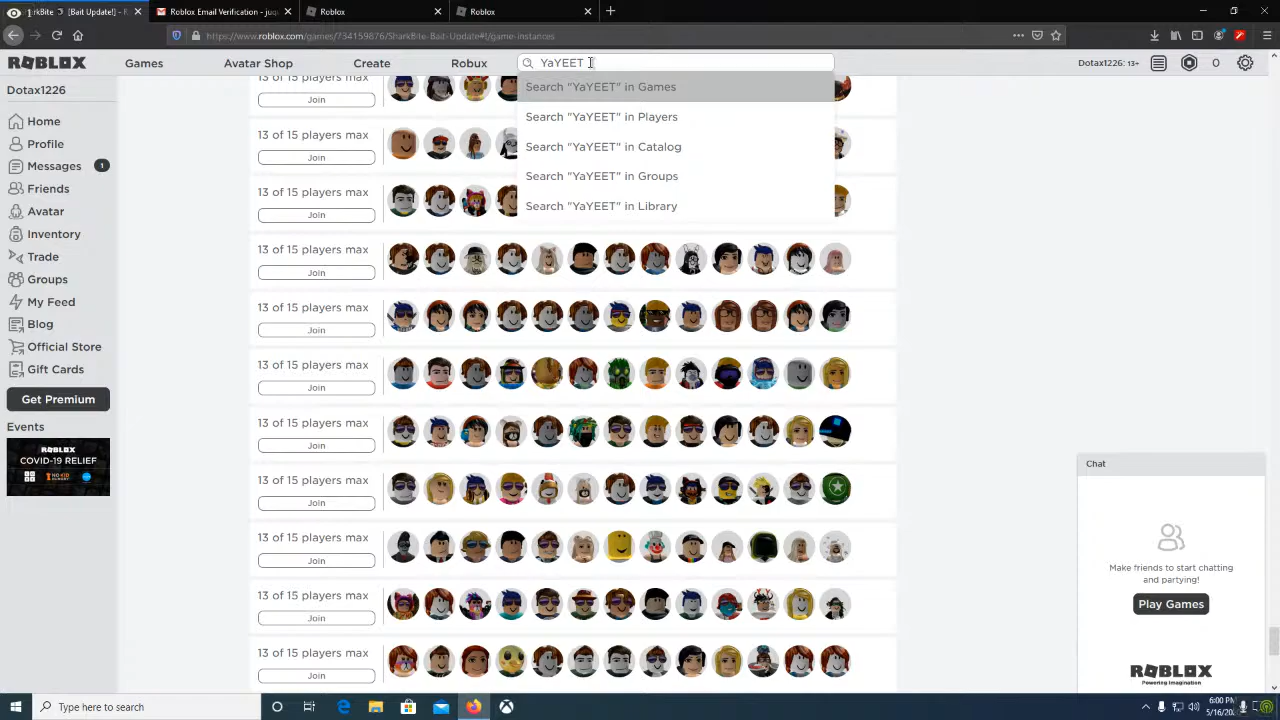 rkBite [Bait Update!] - R
Roblox Email Verification - juq
Roblox
Roblox
https://www.roblox.com/games/734159876/SharkBite-Bait-Update#!/game-instances
ROBLOX
Games
Avatar Shop
Create
Robux
YaYEET
Dotax1226: 13+
0
Search "YaYEET" in Games
Search "YaYEET" in Players
Search "YaYEET" in Catalog
Search "YaYEET" in Groups
Search "YaYEET" in Library
Dotax1226
Home
Profile
Messages 1
Friends
Avatar
Inventory
Trade
Groups
My Feed
Blog
Official Store
Gift Cards
Get Premium
Events
ROBLOX
COVID-19 RELIEF
NO KID HUNGRY
13 of 15 players max
Join
13 of 15 players max
Join
13 of 15 players max
Join
13 of 15 players max
Join
13 of 15 players max
Join
13 of 15 players max
Join
13 of 15 players max
Join
13 of 15 players max
Join
13 of 15 players max
Join
13 of 15 players max
Join
13 of 15 players max
Join
Chat
Make friends to start chatting
and partying!
Play Games
ROBLOX
Powering Imagination
Type here to search
6:00 PM
5/16/20